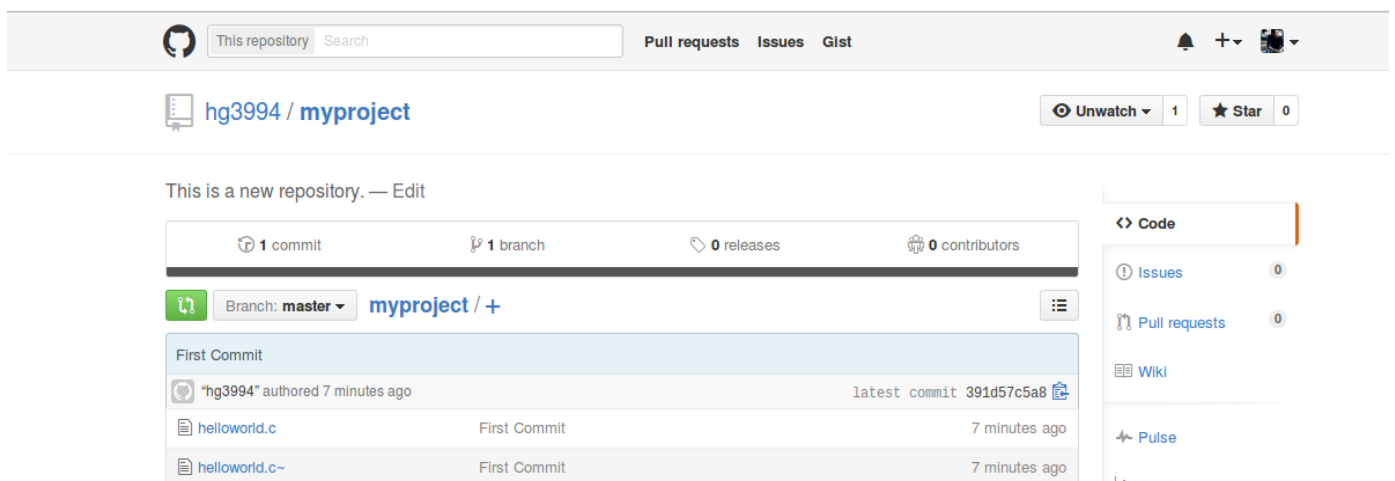 This repository Search Pull requests Issues Gist
hg3994 / myproject Unwatch 1 Star 0
This is a new repository. — Edit
1 commit 1 branch 0 releases 0 contributors
Branch: master myproject / +
First Commit
“hg3994” authored 7 minutes ago latest commit 391d57c5a8
helloworld.c First Commit 7 minutes ago
helloworld.c~ First Commit 7 minutes ago
Code
Issues 0
Pull requests 0
Wiki
Pulse